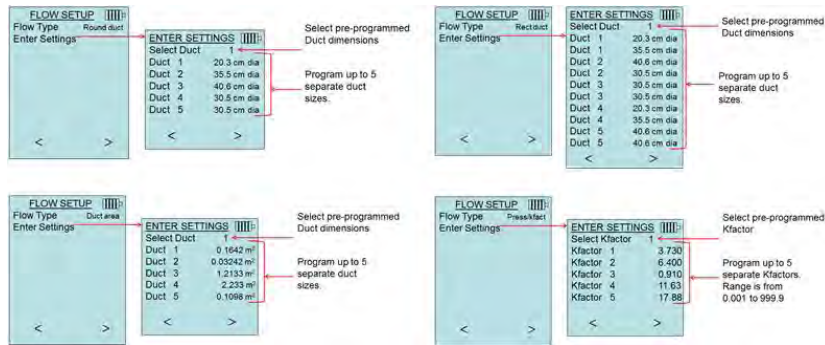 FLOW SETUP
Flow Type Round duct
Enter Settings
< >
ENTER SETTINGS
Select Duct 1
Duct 1 20.3 cm dia
Duct 2 35.5 cm dia
Duct 3 40.6 cm dia
Duct 4 30.5 cm dia
Duct 5 30.5 cm dia
< >
Select pre-programmed
Duct dimensions
Program up to 5
separate duct
sizes.
FLOW SETUP
Flow Type Rect duct
Enter Settings
< >
ENTER SETTINGS
Select Duct 1
Duct 1 20.3 cm dia
Duct 1 35.5 cm dia
Duct 2 40.6 cm dia
Duct 2 30.5 cm dia
Duct 3 30.5 cm dia
Duct 3 30.5 cm dia
Duct 4 20.3 cm dia
Duct 4 35.5 cm dia
Duct 5 40.6 cm dia
Duct 5 40.6 cm dia
< >
Select pre-programmed
Duct dimensions
Program up to 5
separate duct
sizes.
FLOW SETUP
Flow Type Duct area
Enter Settings
< >
ENTER SETTINGS
Select Duct 1
Duct 1 0.1642 m²
Duct 2 0.03242 m²
Duct 3 1.2133 m²
Duct 4 2.233 m²
Duct 5 0.1098 m²
< >
Select pre-programmed
Duct dimensions
Program up to 5
separate duct
sizes.
FLOW SETUP
Flow Type Press/kfact
Enter Settings
< >
ENTER SETTINGS
Select Kfactor 1
Kfactor 1 3.730
Kfactor 2 6.400
Kfactor 3 0.910
Kfactor 4 11.63
Kfactor 5 17.88
< >
Select pre-programmed
Kfactor
Program up to 5
separate Kfactors.
Range is from
0.001 to 999.9